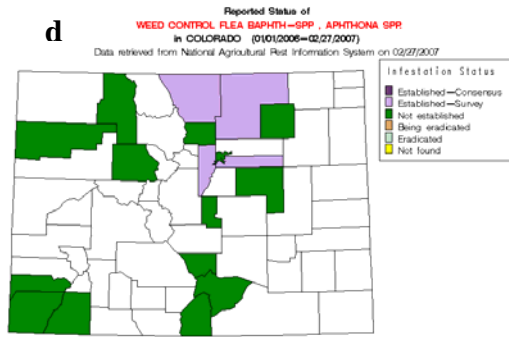 d
Reported Status of
WEED CONTROL FLEA BAPHTH-SPP , APHTHONA SPP.
in COLORADO (01/01/2006-02/27/2007)
Data retrieved from National Agricultural Pest Information System on 02/27/2007
Infestation Status
Established-Consensus
Established-Survey
Not established
Being eradicated
Eradicated
Not found